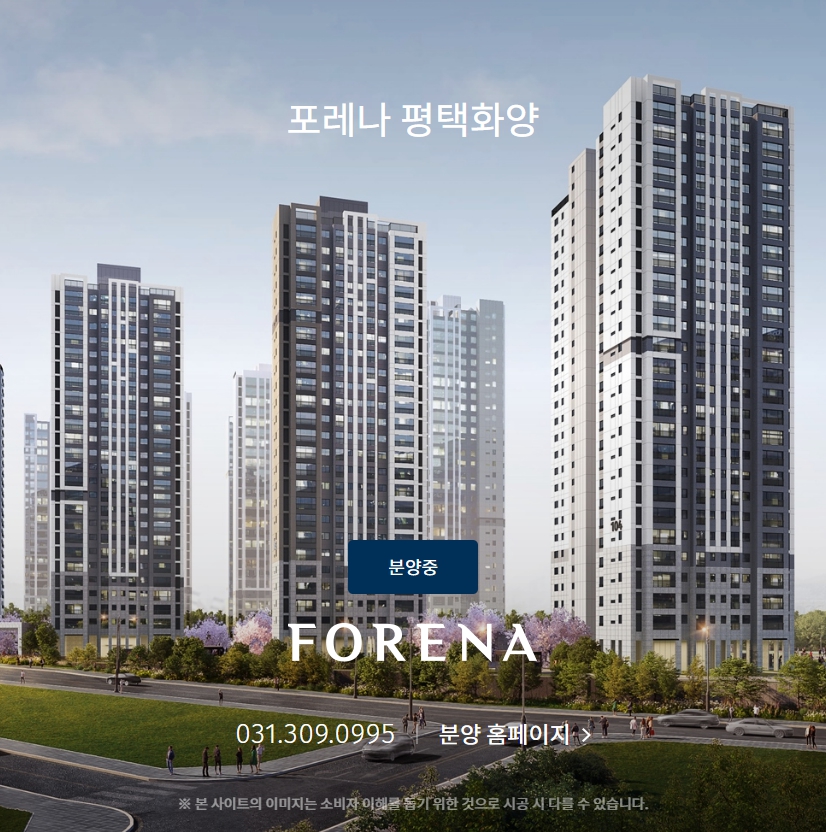 포레나 평택화양
104
분양중
FORENA
031.309.0995 분양 홈페이지 >
※ 본 사이트의 이미지는 소비자 이해를 돕기 위한 것으로 시공 시 다를 수 있습니다.